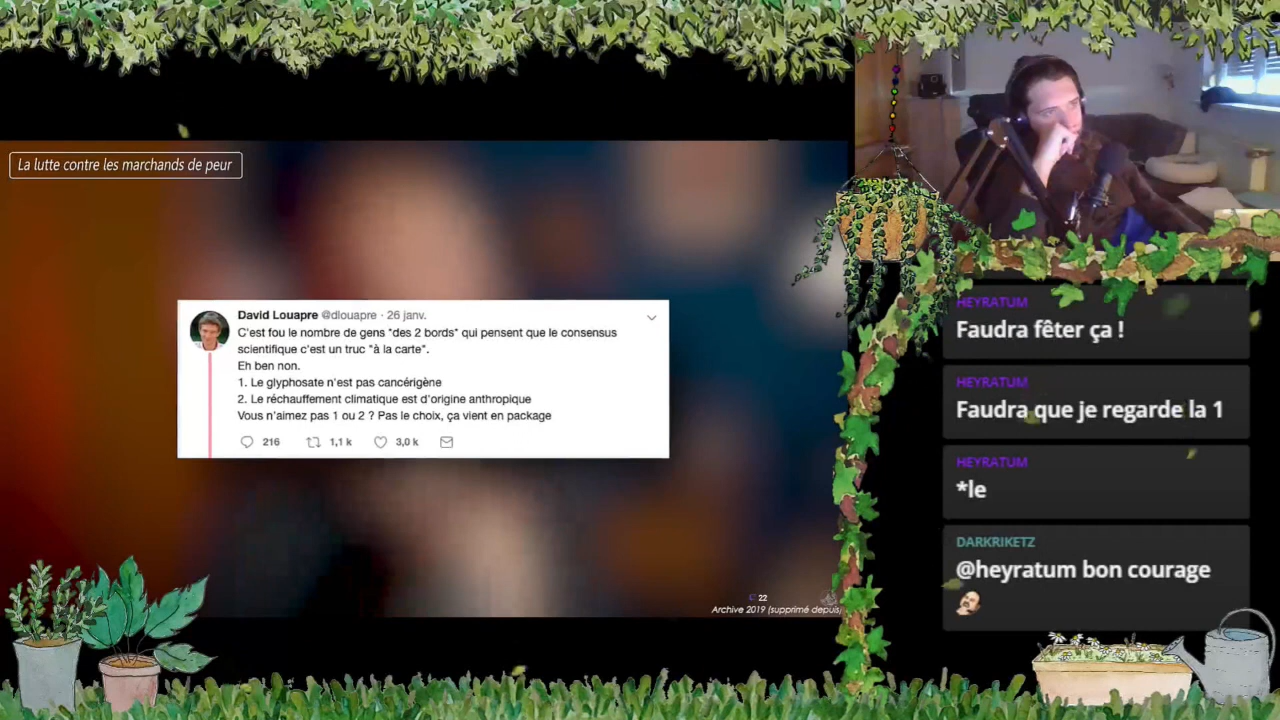 La lutte contre les marchands de peur
David Louapre @dlouapre · 26 janv.
C'est fou le nombre de gens "des 2 bords" qui pensent que le consensus
scientifique c'est un truc "à la carte".
Eh ben non.
1. Le glyphosate n'est pas cancérigène
2. Le réchauffement climatique est d'origine anthropique
Vous n'aimez pas 1 ou 2 ? Pas le choix, ça vient en package
216 1,1 k 3,0 k
22
Archive 2019 (supprimé depuis)
HEYRATUM
Faudra fêter ça !
HEYRATUM
Faudra que je regarde la 1
HEYRATUM
*le
DARKRIKETZ
@heyratum bon courage